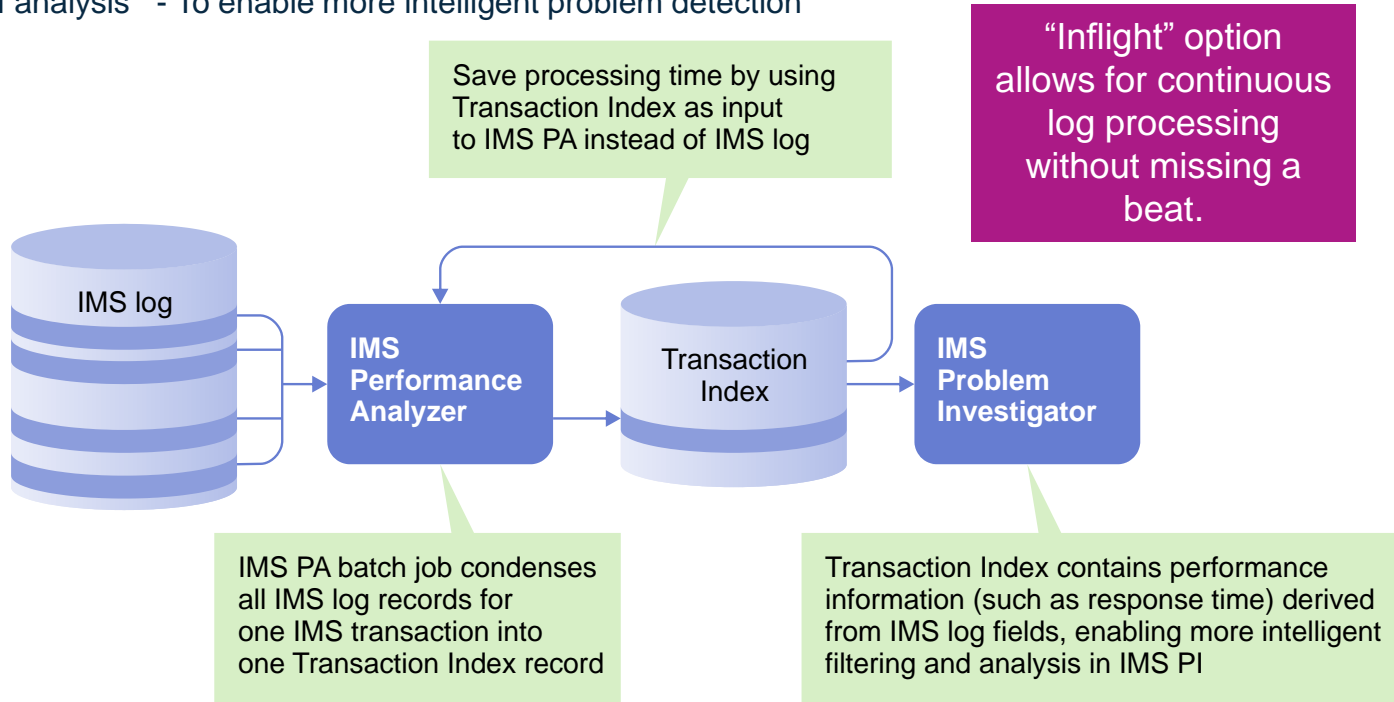 analysis - To enable more intelligent problem detection
“Inflight” option
allows for continuous
log processing
without missing a
beat.
Save processing time by using
Transaction Index as input
to IMS PA instead of IMS log
IMS log
IMS
Performance
Analyzer
Transaction
Index
IMS
Problem
Investigator
IMS PA batch job condenses
all IMS log records for
one IMS transaction into
one Transaction Index record
Transaction Index contains performance
information (such as response time) derived
from IMS log fields, enabling more intelligent
filtering and analysis in IMS PI